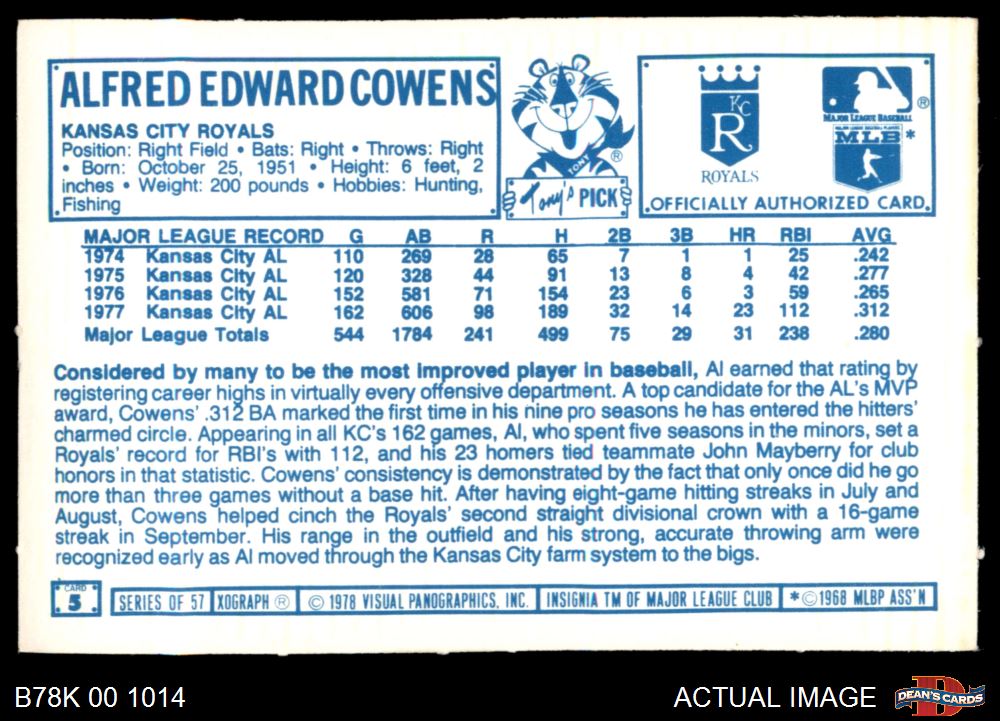 ALFRED EDWARD COWENS
KANSAS CITY ROYALS
Position: Right Field • Bats: Right • Throws: Right
• Born: October 25, 1951 • Height: 6 feet, 2
inches • Weight: 200 pounds • Hobbies: Hunting,
Fishing
TONY
®
Tony's PICK
KC
R
ROYALS
®
MAJOR LEAGUE BASEBALL
MAJOR LEAGUE BASEBALL PLAYERS
MLB *
OFFICIALLY AUTHORIZED CARD
MAJOR LEAGUE RECORD G AB R H 2B 3B HR RBI AVG
1974 Kansas City AL 110 269 28 65 7 1 1 25 .242
1975 Kansas City AL 120 328 44 91 13 8 4 42 .277
1976 Kansas City AL 152 581 71 154 23 6 3 59 .265
1977 Kansas City AL 162 606 98 189 32 14 23 112 .312
Major League Totals 544 1784 241 499 75 29 31 238 .280
Considered by many to be the most improved player in baseball, Al earned that rating by
registering career highs in virtually every offensive department. A top candidate for the AL's MVP
award, Cowens' .312 BA marked the first time in his nine pro seasons he has entered the hitters'
charmed circle. Appearing in all KC's 162 games, Al, who spent five seasons in the minors, set a
Royals' record for RBI's with 112, and his 23 homers tied teammate John Mayberry for club
honors in that statistic. Cowens' consistency is demonstrated by the fact that only once did he go
more than three games without a base hit. After having eight-game hitting streaks in July and
August, Cowens helped cinch the Royals' second straight divisional crown with a 16-game
streak in September. His range in the outfield and his strong, accurate throwing arm were
recognized early as Al moved through the Kansas City farm system to the bigs.
CARD
5
SERIES OF 57 XOGRAPH ® © 1978 VISUAL PANOGRAPHICS, INC. INSIGNIA TM OF MAJOR LEAGUE CLUB *©1968 MLBP ASS'N
B78K 00 1014
ACTUAL IMAGE
D
DEAN'S CARDS